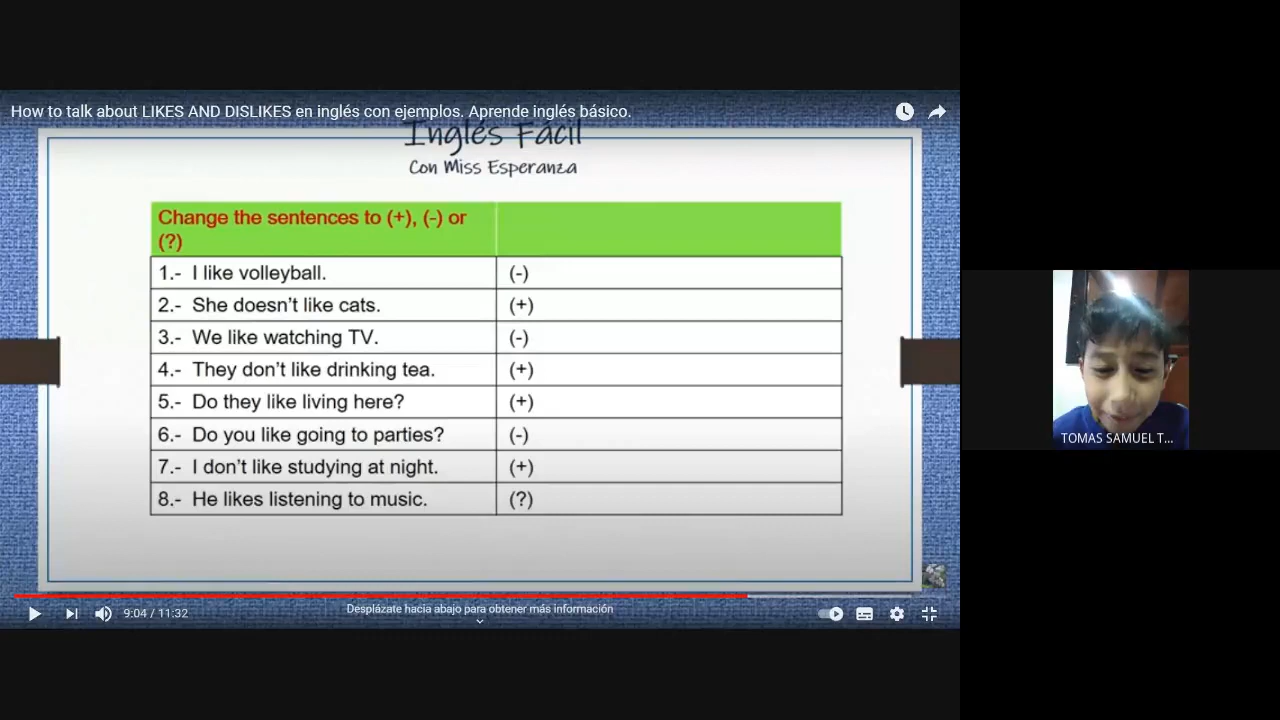 How to talk about LIKES AND DISLIKES en inglés con ejemplos. Aprende inglés básico.
Inglés Fácil
Con Miss Esperanza
Change the sentences to (+), (-) or
(?)
1.- I like volleyball. (-)
2.- She doesn't like cats. (+)
3.- We like watching TV. (-)
4.- They don't like drinking tea. (+)
5.- Do they like living here? (+)
6.- Do you like going to parties? (-)
7.- I don't like studying at night. (+)
8.- He likes listening to music. (?)
TOMAS SAMUEL T...
9:04 / 11:32
Desplázate hacia abajo para obtener más información